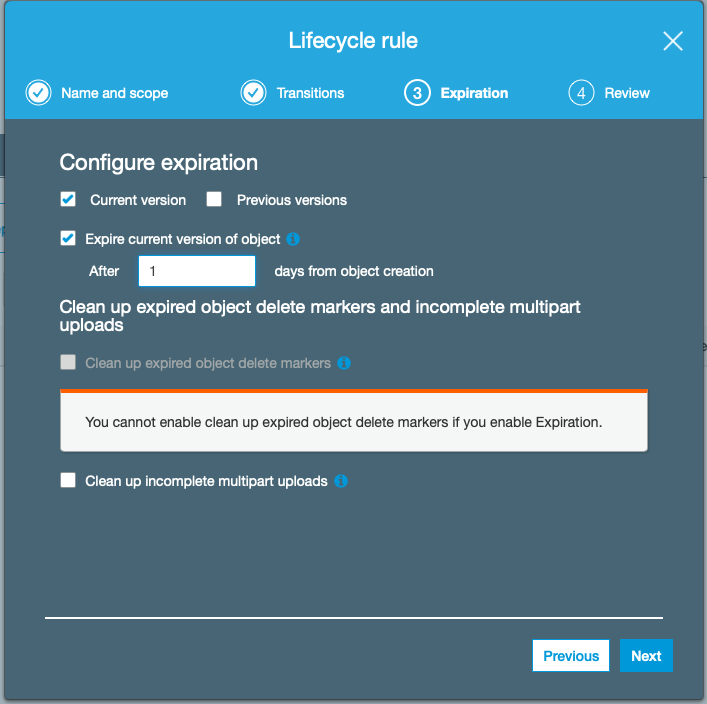 Lifecycle rule
Name and scope
Transitions
3 Expiration
4 Review
Configure expiration
Current version
Previous versions
Expire current version of object
After 1 days from object creation
Clean up expired object delete markers and incomplete multipart
uploads
Clean up expired object delete markers
You cannot enable clean up expired object delete markers if you enable Expiration.
Clean up incomplete multipart uploads
Previous
Next